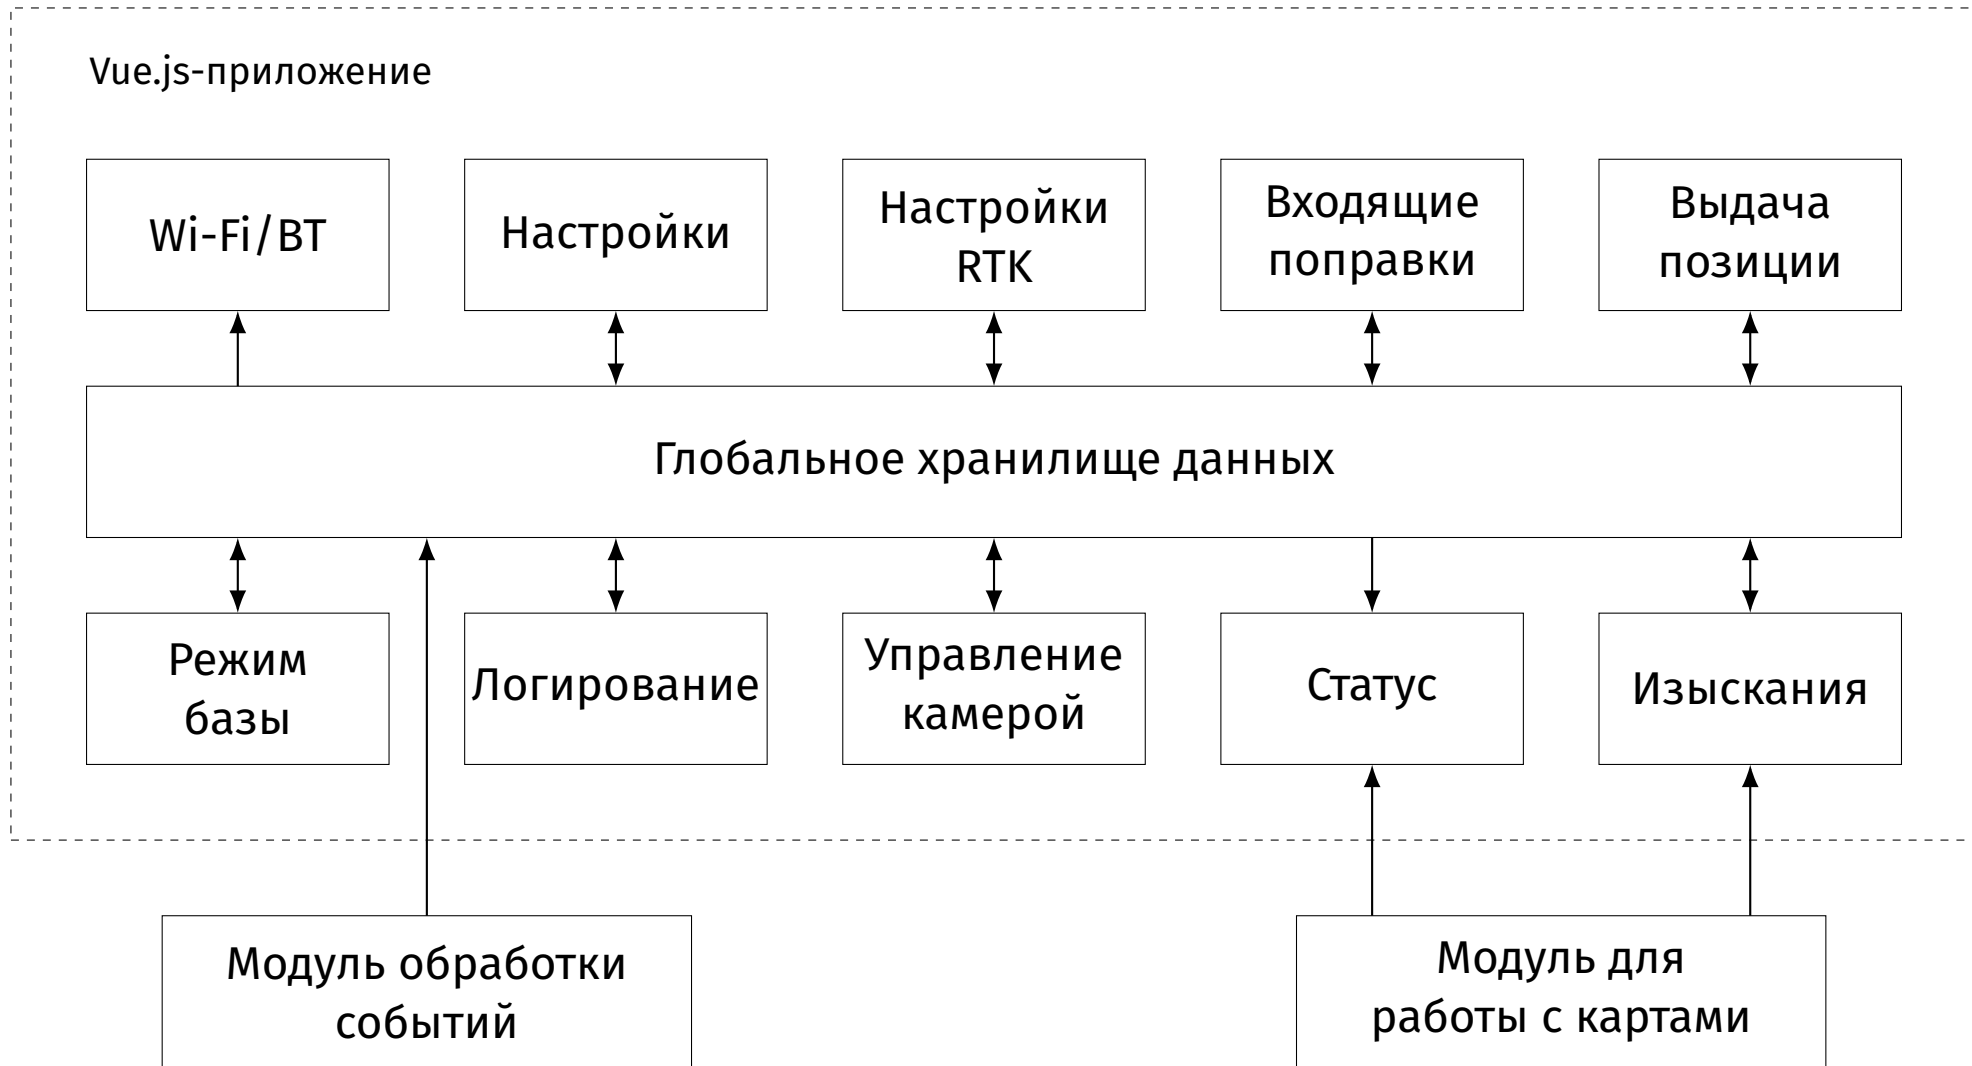 Vue.js-приложение
Wi-Fi/BT
Настройки
Настройки
RTK
Входящие
поправки
Выдача
позиции
Глобальное хранилище данных
Режим
базы
Логирование
Управление
камерой
Статус
Изыскания
Модуль обработки
событий
Модуль для
работы с картами